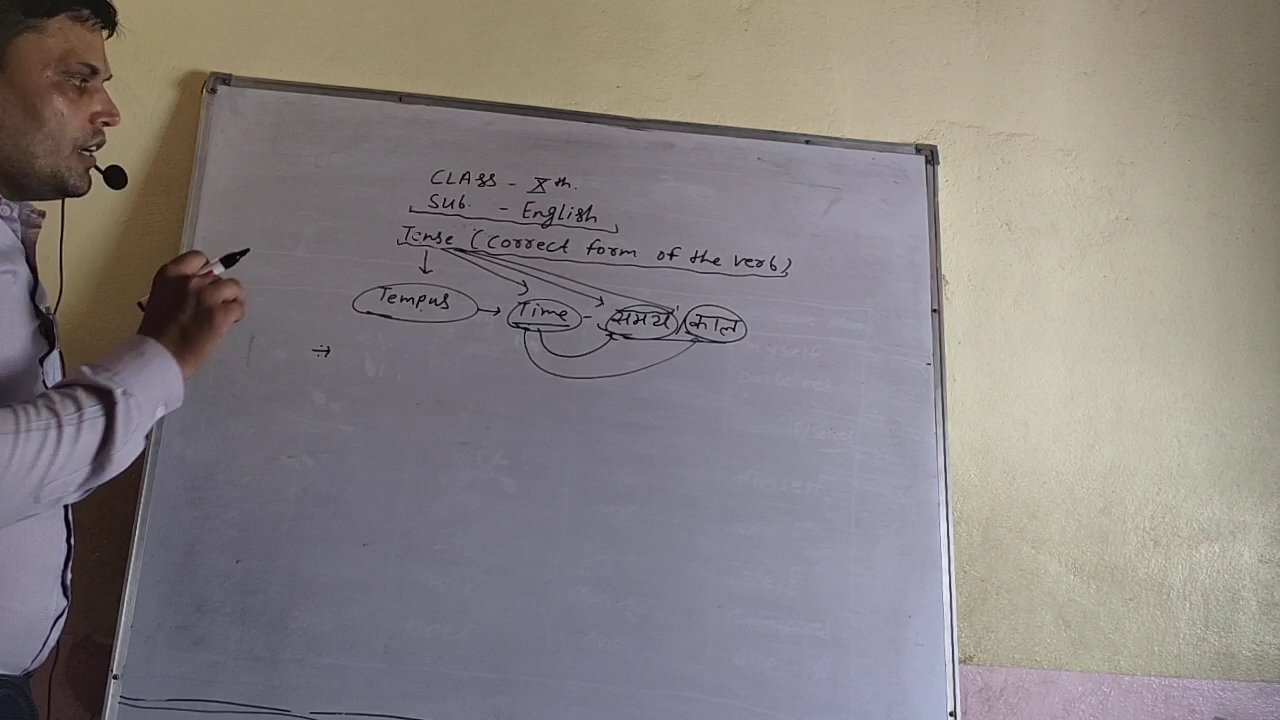 CLASS - Xth.
Sub. - English
Tense (correct form of the verb)
Tempus → Time - समय / काल